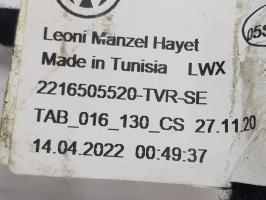 Leoni Manzel Hayet
Made in Tunisia LWX
2216505520-TVR-SE
TAB_016_130_CS 27.11.20
14.04.2022 00:49:37